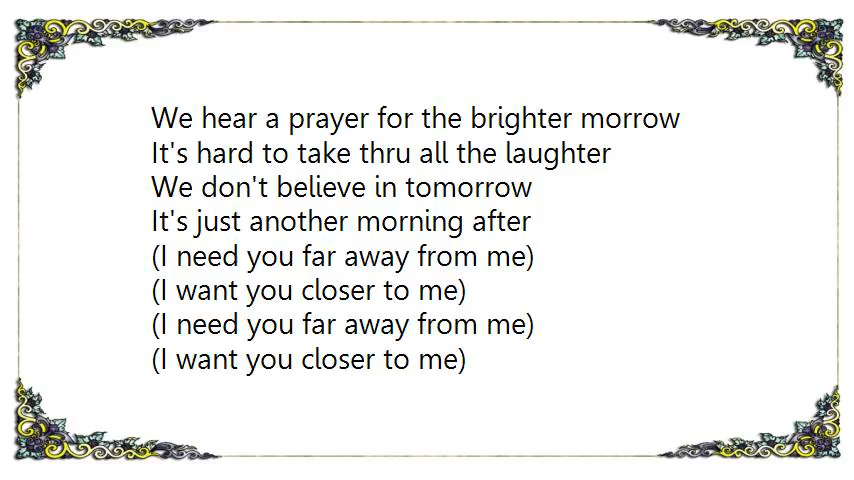 We hear a prayer for the brighter morrow
It's hard to take thru all the laughter
We don't believe in tomorrow
It's just another morning after
(I need you far away from me)
(I want you closer to me)
(I need you far away from me)
(I want you closer to me)